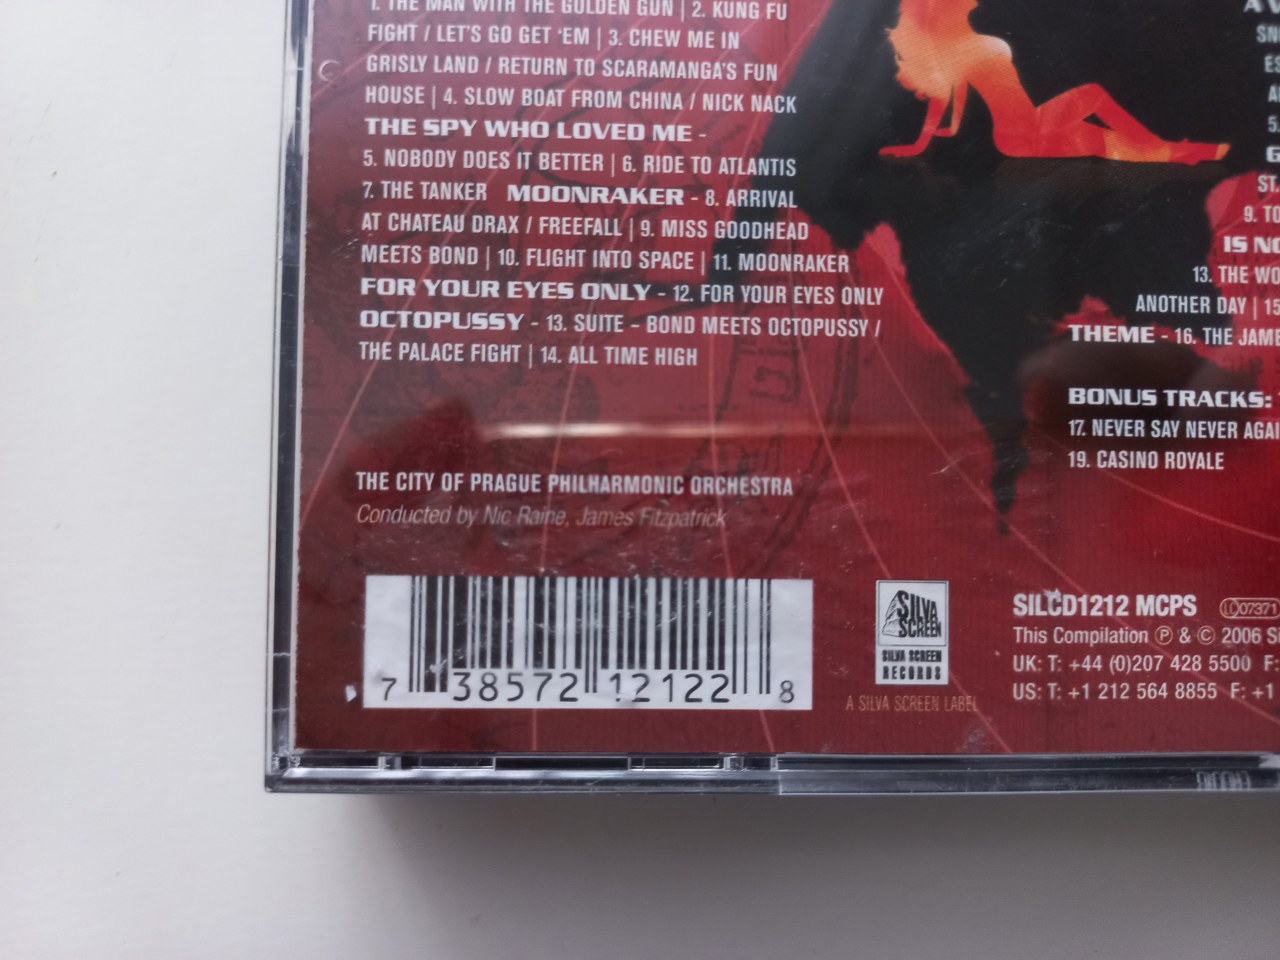 1. THE MAN WITH THE GOLDEN GUN | 2. KUNG FU
FIGHT / LET'S GO GET 'EM | 3. CHEW ME IN
GRISLY LAND / RETURN TO SCARAMANGA'S FUN
HOUSE | 4. SLOW BOAT FROM CHINA / NICK NACK
THE SPY WHO LOVED ME -
5. NOBODY DOES IT BETTER | 6. RIDE TO ATLANTIS
7. THE TANKER MOONRAKER - 8. ARRIVAL
AT CHATEAU DRAX / FREEFALL | 9. MISS GOODHEAD
MEETS BOND | 10. FLIGHT INTO SPACE | 11. MOONRAKER
FOR YOUR EYES ONLY - 12. FOR YOUR EYES ONLY
OCTOPUSSY - 13. SUITE - BOND MEETS OCTOPUSSY /
THE PALACE FIGHT | 14. ALL TIME HIGH
THE CITY OF PRAGUE PHILHARMONIC ORCHESTRA
Conducted by Nic Raine, James Fitzpatrick
7 38572 12122 8
A V
ST.
9. TO
IS NO
13. THE WO
ANOTHER DAY | 15
THEME - 16. THE JAME
BONUS TRACKS:
17. NEVER SAY NEVER AGAI
19. CASINO ROYALE
SILVA
SCREEN
SILVA SCREEN
RECORDS
A SILVA SCREEN LABEL
SILCD1212 MCPS LC07371
This Compilation ℗ & © 2006 Si
UK: T: +44 (0)207 428 5500 F:
US: T: +1 212 564 8855 F: +1